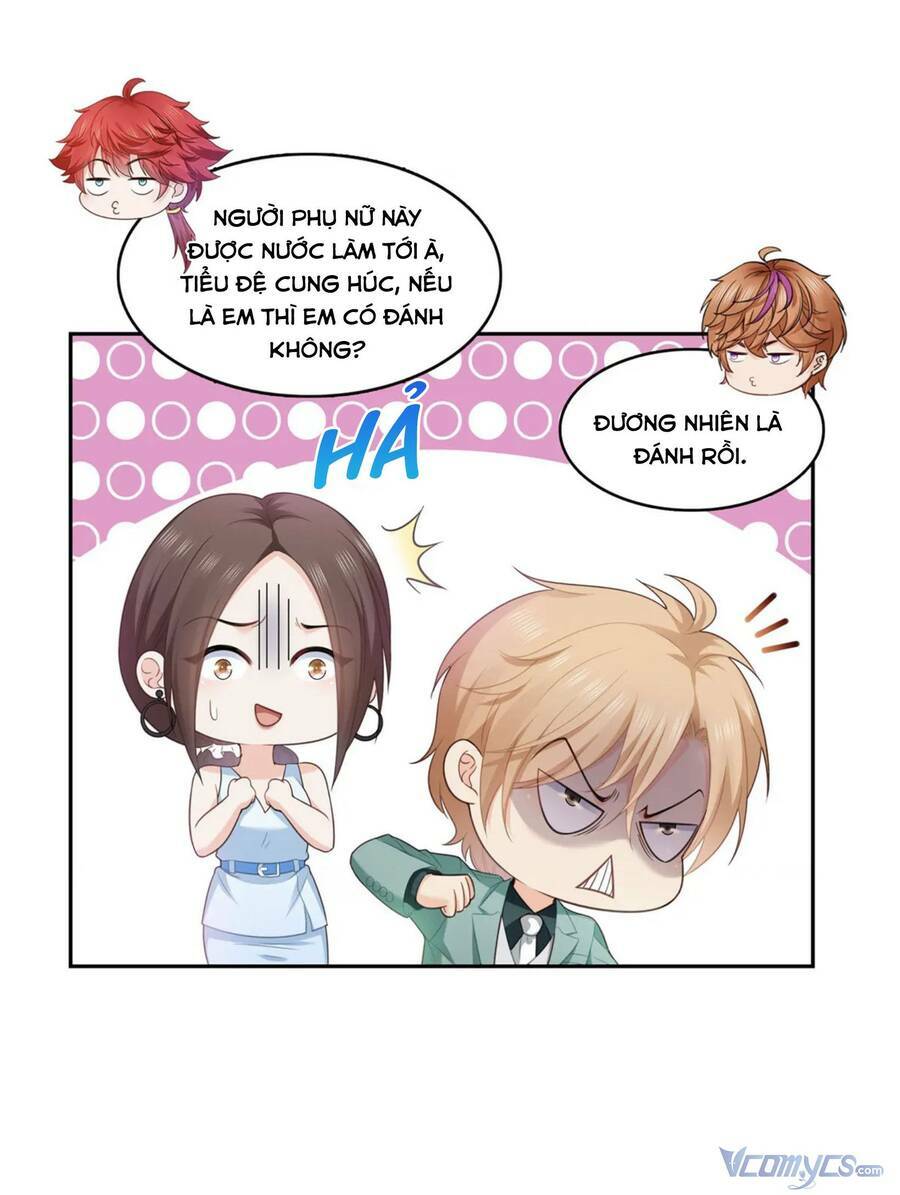 NGƯỜI PHỤ NỮ NÀY
ĐƯỢC NƯỚC LÀM TỚI À,
TIỂU ĐỆ CUNG HÚC, NẾU
LÀ EM THÌ EM CÓ ĐÁNH
KHÔNG?
ĐƯƠNG NHIÊN LÀ
ĐÁNH RỒI.
HẢ
VCOMYCS.com